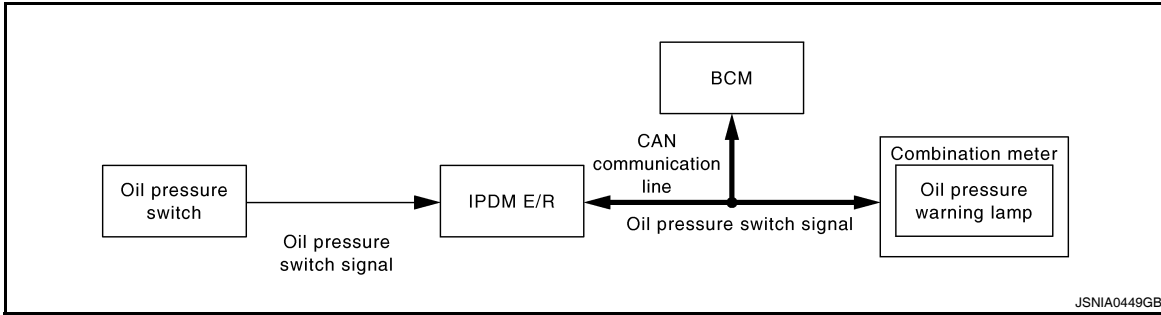 BCM
CAN
communication
line
Combination meter
Oil pressure
switch
IPDM E/R
Oil pressure
warning lamp
Oil pressure switch signal
Oil pressure
switch signal
JSNIA0449GB